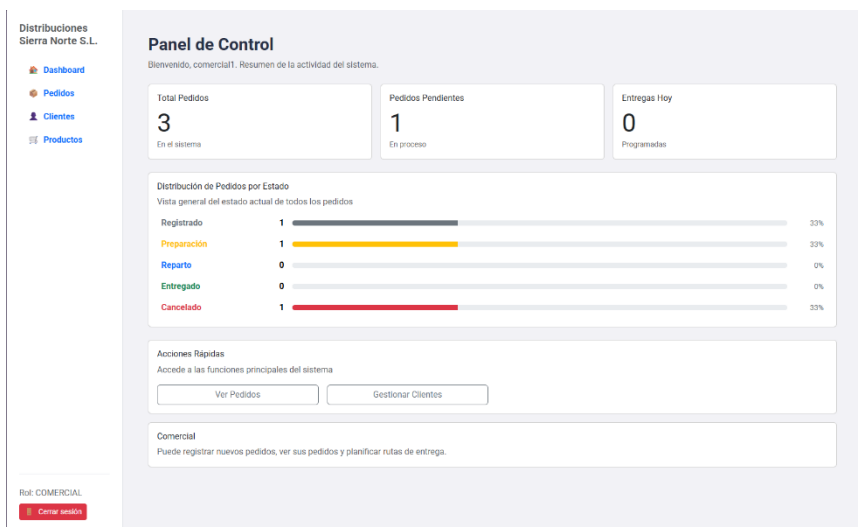 Distribuciones
Sierra Norte S.L.
Dashboard
Pedidos
Clientes
Productos
Rol: COMERCIAL
Cerrar sesión
Panel de Control
Bienvenido, comercial1. Resumen de la actividad del sistema.
Total Pedidos
3
En el sistema
Pedidos Pendientes
1
En proceso
Entregas Hoy
0
Programadas
Distribución de Pedidos por Estado
Vista general del estado actual de todos los pedidos
Registrado 1 33%
Preparación 1 33%
Reparto 0 0%
Entregado 0 0%
Cancelado 1 33%
Acciones Rápidas
Accede a las funciones principales del sistema
Ver Pedidos
Gestionar Clientes
Comercial
Puede registrar nuevos pedidos, ver sus pedidos y planificar rutas de entrega.